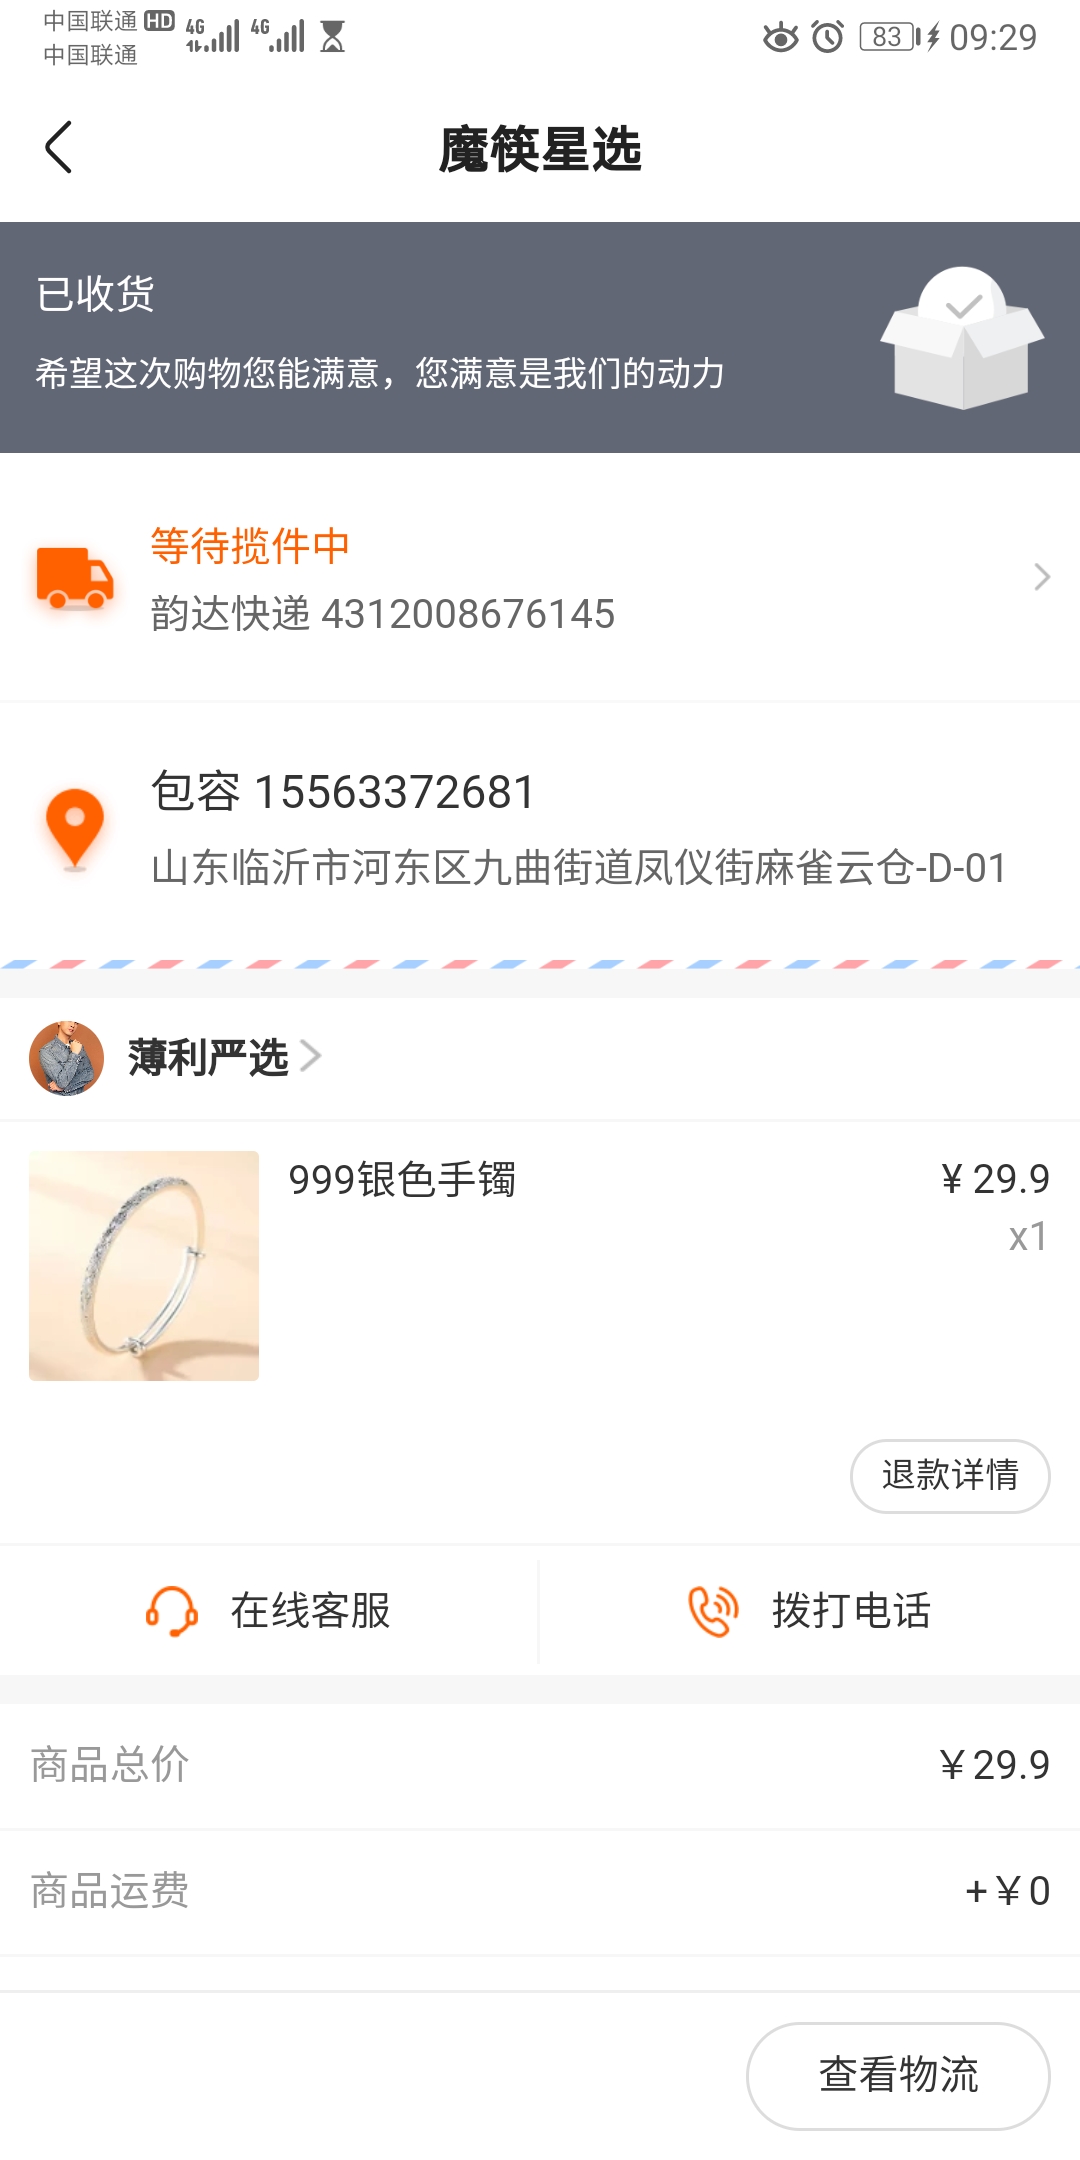 中国联通 HD 4G 4G 83 09:29
中国联通
魔筷星选
已收货
希望这次购物您能满意，您满意是我们的动力
等待揽件中
韵达快递 4312008676145
包容 15563372681
山东临沂市河东区九曲街道凤仪街麻雀云仓-D-01
薄利严选
999银色手镯 ¥ 29.9
x1
退款详情
在线客服 拨打电话
商品总价 ¥29.9
商品运费 +¥0
查看物流